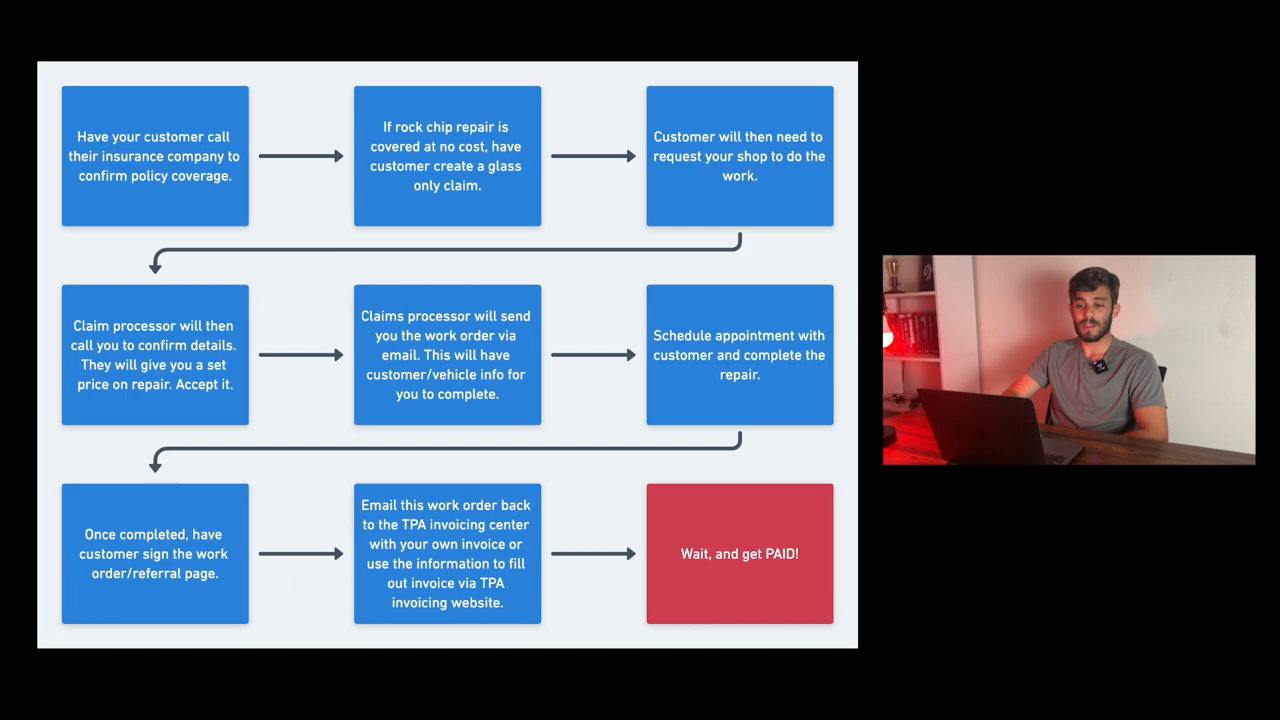 Have your customer call
their insurance company to
confirm policy coverage.
If rock chip repair is
covered at no cost, have
customer create a glass
only claim.
Customer will then need to
request your shop to do the
work.
Claim processor will then
call you to confirm details.
They will give you a set
price on repair. Accept it.
Claims processor will send
you the work order via
email. This will have
customer/vehicle info for
you to complete.
Schedule appointment with
customer and complete the
repair.
Once completed, have
customer sign the work
order/referral page.
Email this work order back
to the TPA invoicing center
with your own invoice or
use the information to fill
out invoice via TPA
invoicing website.
Wait, and get PAID!